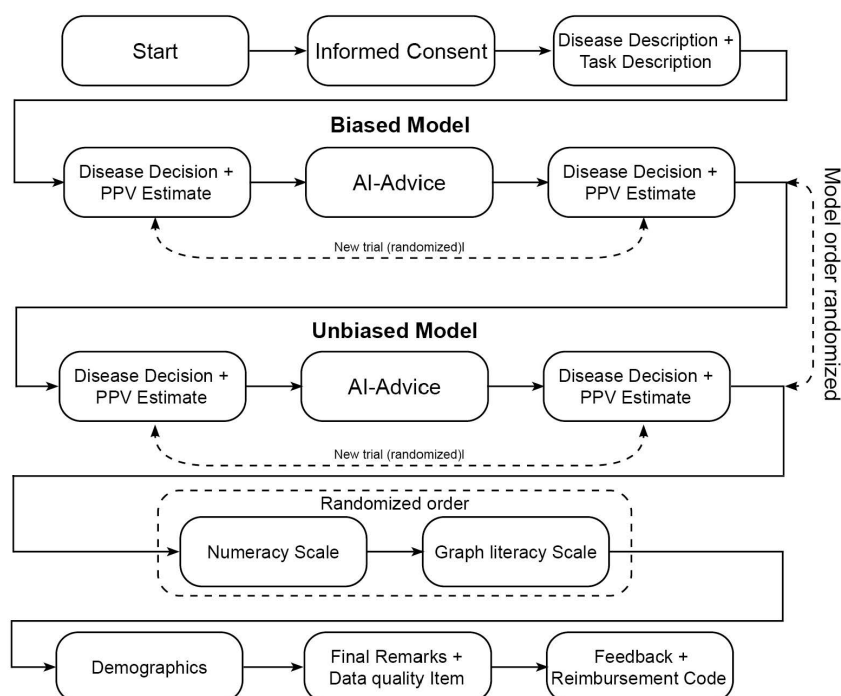 Start
Informed Consent
Disease Description +
Task Description
Biased Model
Disease Decision +
PPV Estimate
AI-Advice
Disease Decision +
PPV Estimate
New trial (randomized)l
Model order randomized
Unbiased Model
Disease Decision +
PPV Estimate
AI-Advice
Disease Decision +
PPV Estimate
New trial (randomized)l
Randomized order
Numeracy Scale
Graph literacy Scale
Demographics
Final Remarks +
Data quality Item
Feedback +
Reimbursement Code